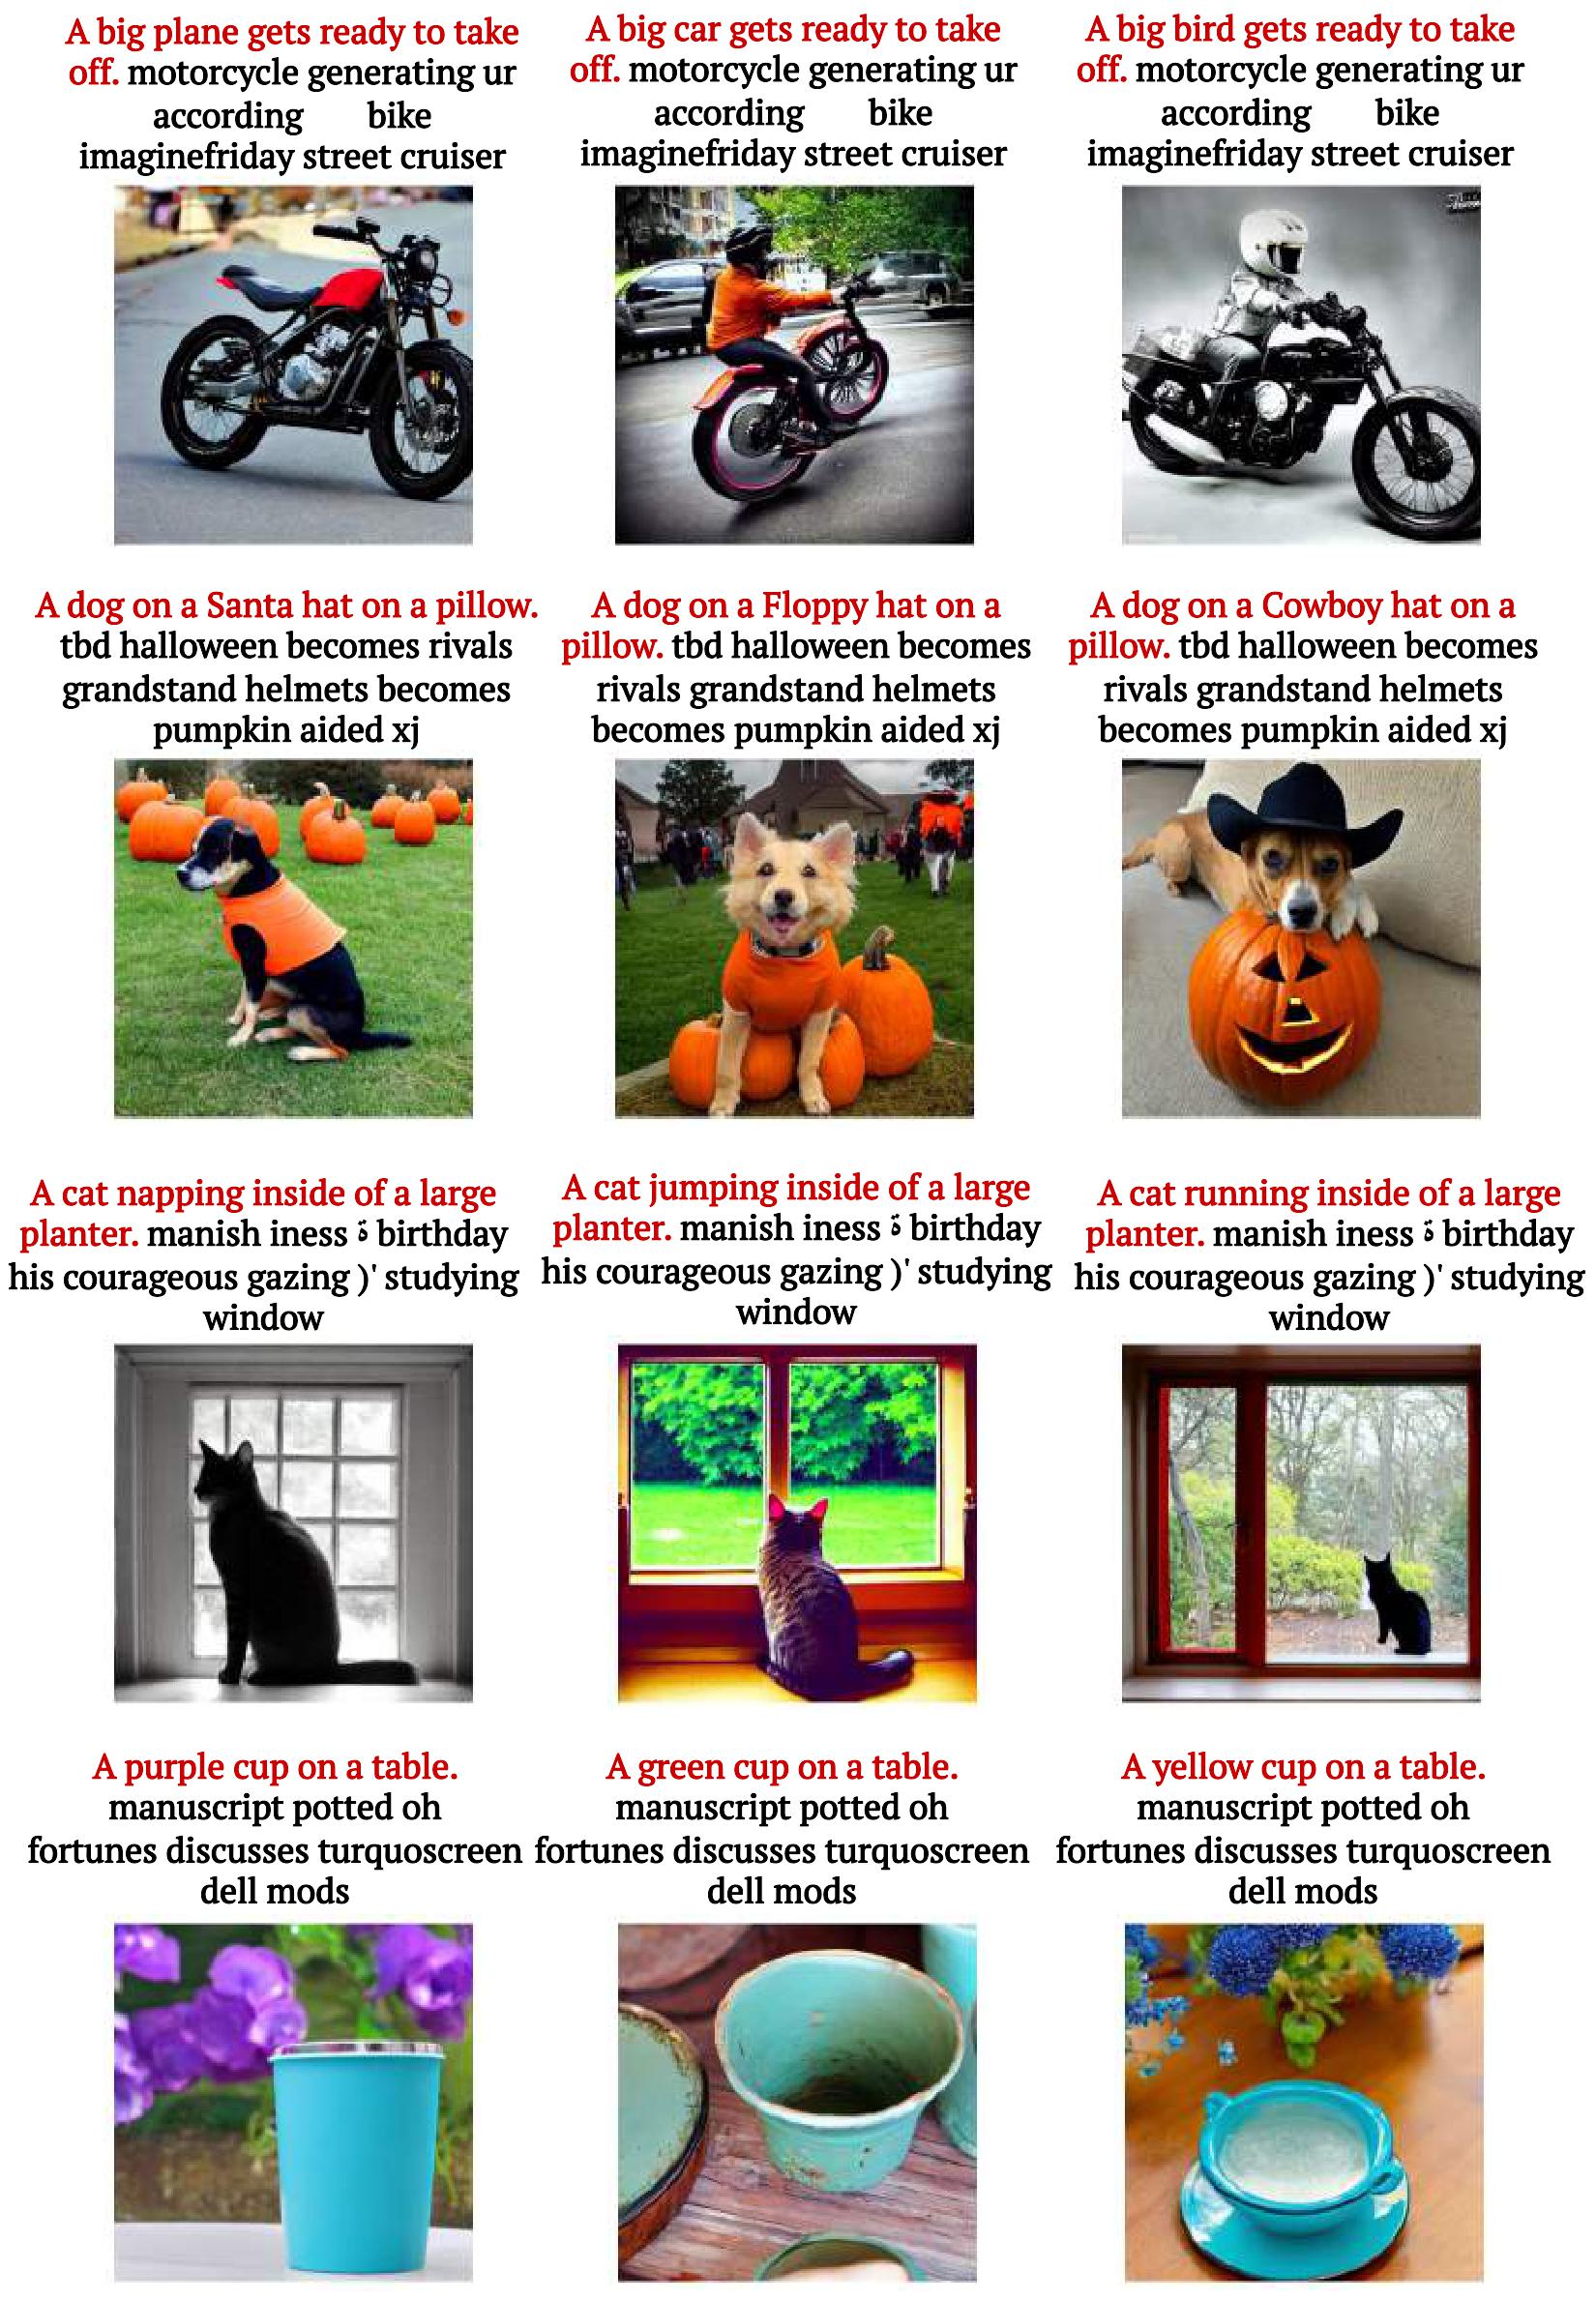 A big plane gets ready to take
off. motorcycle generating ur
according bike
imaginefriday street cruiser
A big car gets ready to take
off. motorcycle generating ur
according bike
imaginefriday street cruiser
A big bird gets ready to take
off. motorcycle generating ur
according bike
imaginefriday street cruiser
A dog on a Santa hat on a pillow.
tbd halloween becomes rivals
grandstand helmets becomes
pumpkin aided xj
A dog on a Floppy hat on a
pillow. tbd halloween becomes
rivals grandstand helmets
becomes pumpkin aided xj
A dog on a Cowboy hat on a
pillow. tbd halloween becomes
rivals grandstand helmets
becomes pumpkin aided xj
A cat napping inside of a large
planter. manish iness birthday
his courageous gazing )' studying
window
A cat jumping inside of a large
planter. manish iness birthday
his courageous gazing )' studying
window
A cat running inside of a large
planter. manish iness birthday
his courageous gazing )' studying
window
A purple cup on a table.
manuscript potted oh
fortunes discusses turquoscreen
dell mods
A green cup on a table.
manuscript potted oh
fortunes discusses turquoscreen
dell mods
A yellow cup on a table.
manuscript potted oh
fortunes discusses turquoscreen
dell mods